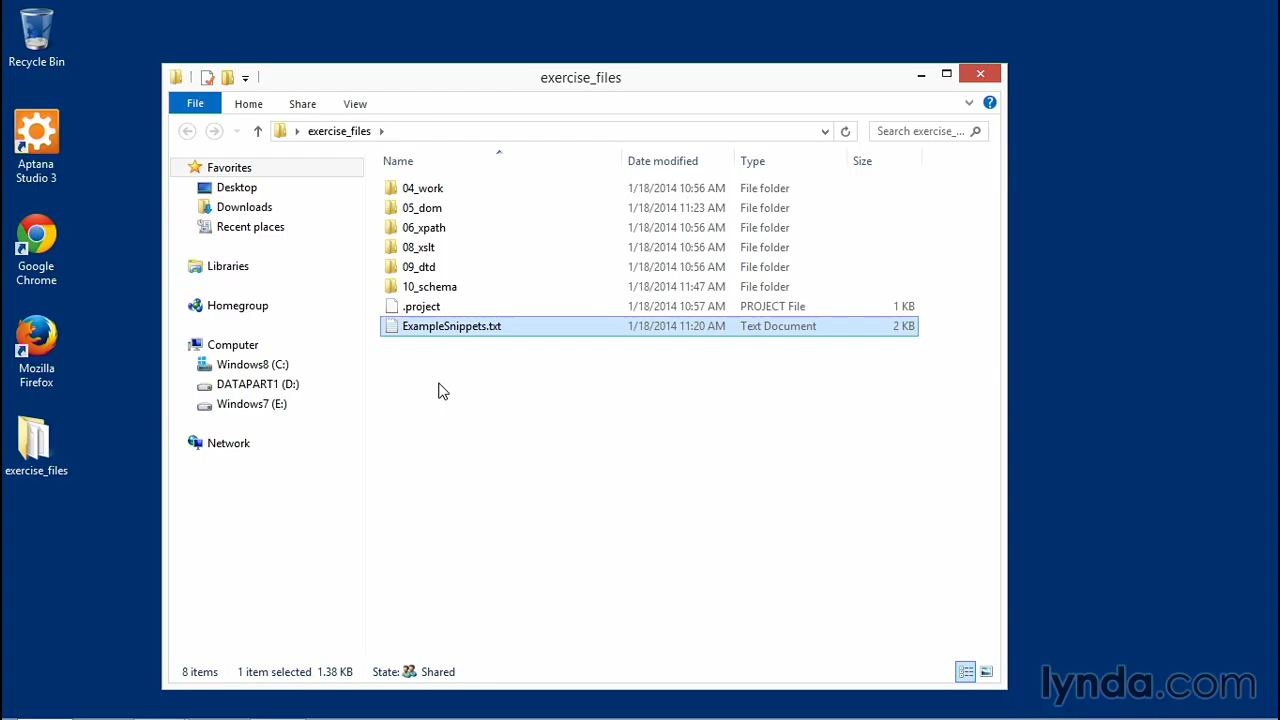 Recycle Bin
Aptana
Studio 3
Google
Chrome
Mozilla
Firefox
exercise_files
exercise_files
File Home Share View
exercise_files
Search exercise_...
Favorites
Desktop
Downloads
Recent places
Libraries
Homegroup
Computer
Windows8 (C:)
DATAPART1 (D:)
Windows7 (E:)
Network
Name Date modified Type Size
04_work 1/18/2014 10:56 AM File folder
05_dom 1/18/2014 11:23 AM File folder
06_xpath 1/18/2014 10:56 AM File folder
08_xslt 1/18/2014 10:56 AM File folder
09_dtd 1/18/2014 10:56 AM File folder
10_schema 1/18/2014 11:47 AM File folder
.project 1/18/2014 10:57 AM PROJECT File 1 KB
ExampleSnippets.txt 1/18/2014 11:20 AM Text Document 2 KB
8 items 1 item selected 1.38 KB State: Shared
lynda.com